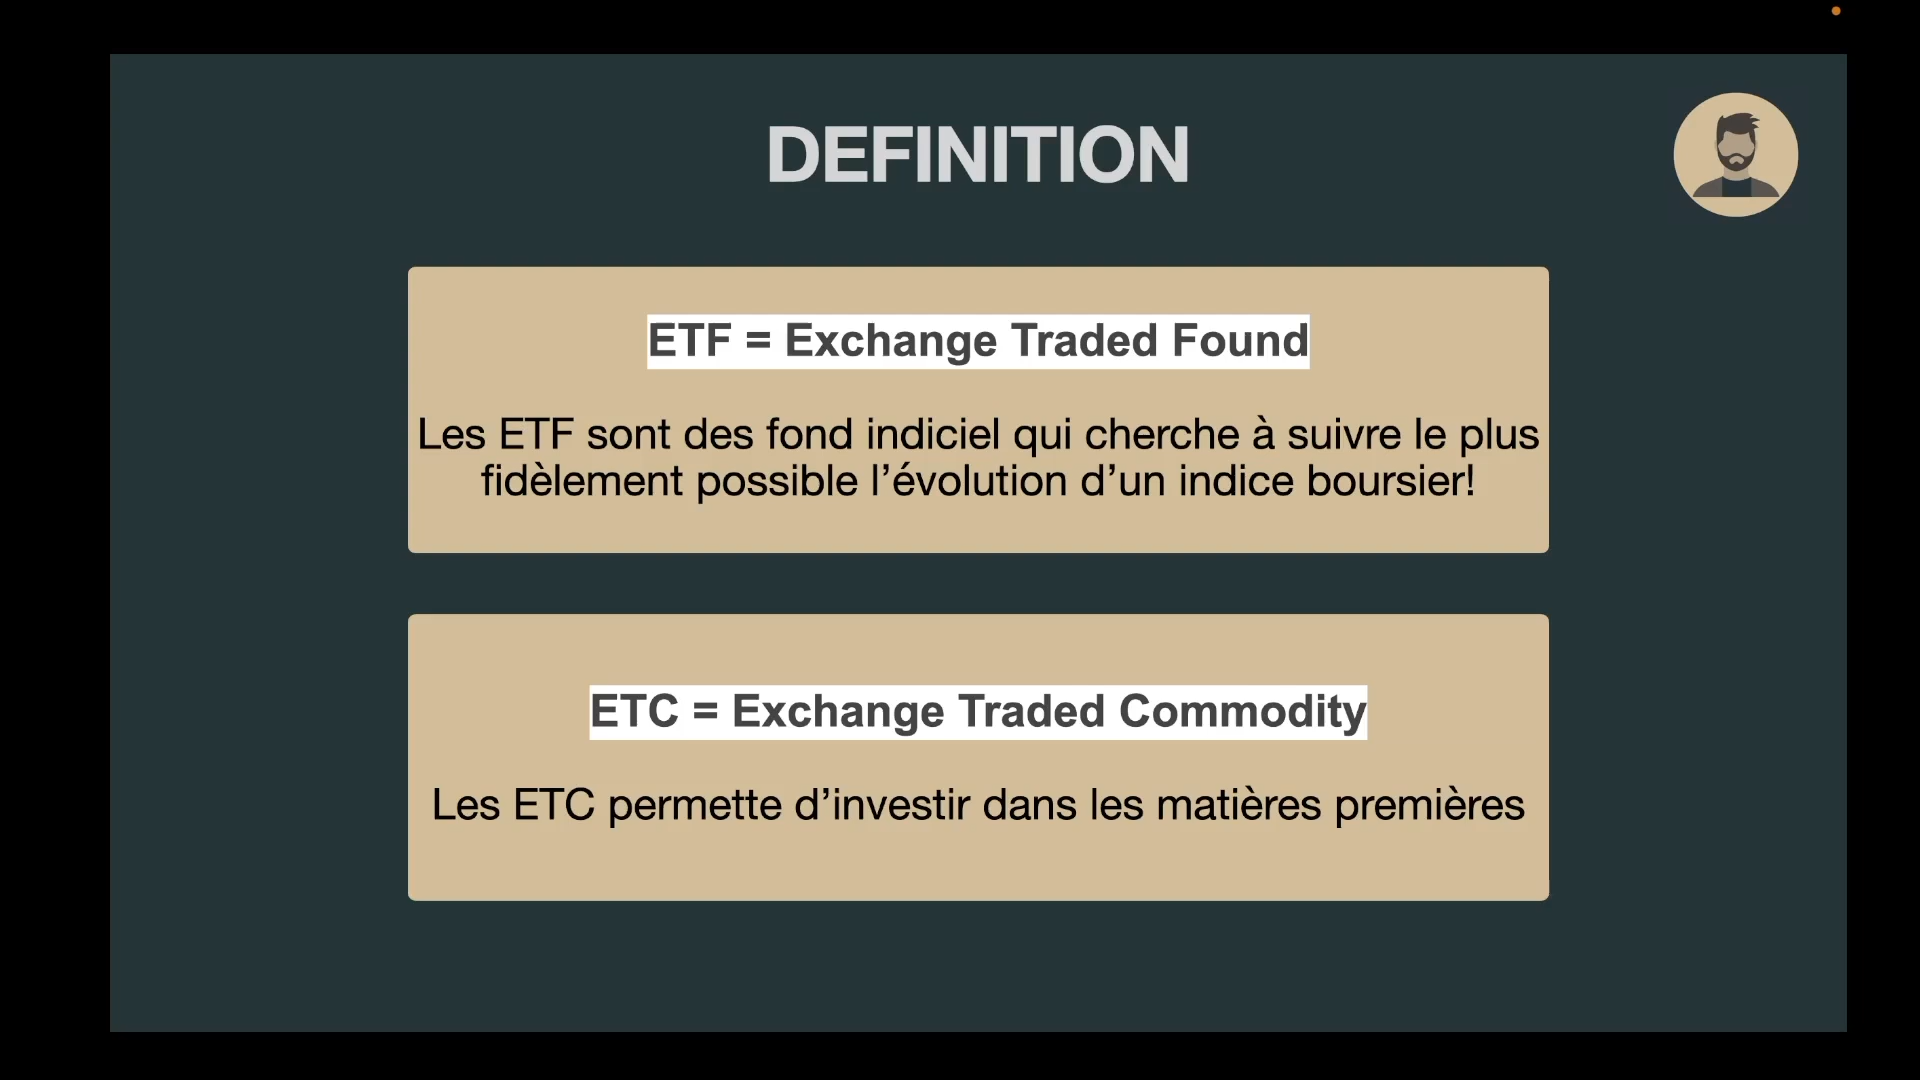 DEFINITION
ETF = Exchange Traded Found
Les ETF sont des fond indiciel qui cherche à suivre le plus
fidèlement possible l’évolution d’un indice boursier!
ETC = Exchange Traded Commodity
Les ETC permette d’investir dans les matières premières